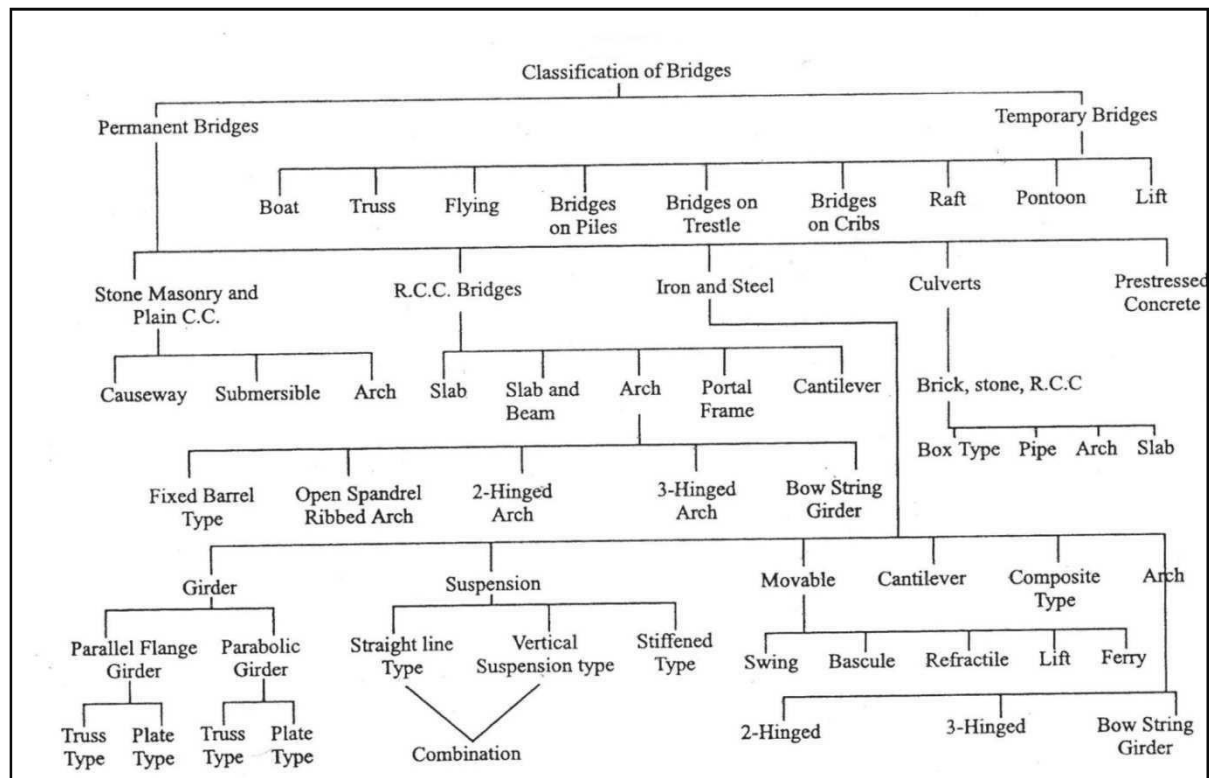 Classification of Bridges
Permanent Bridges
Temporary Bridges
Boat
Truss
Flying
Bridges
on Piles
Bridges on
Trestle
Bridges
on Cribs
Raft
Pontoon
Lift
Stone Masonry and
Plain C.C.
R.C.C. Bridges
Iron and Steel
Culverts
Prestressed
Concrete
Causeway
Submersible
Arch
Slab
Slab and
Beam
Arch
Portal
Frame
Cantilever
Brick, stone, R.C.C
Box Type
Pipe
Arch
Slab
Fixed Barrel
Type
Open Spandrel
Ribbed Arch
2-Hinged
Arch
3-Hinged
Arch
Bow String
Girder
Girder
Suspension
Movable
Cantilever
Composite
Type
Arch
Parallel Flange
Girder
Parabolic
Girder
Straight line
Type
Vertical
Suspension type
Stiffened
Type
Swing
Bascule
Refractile
Lift
Ferry
Truss
Type
Plate
Type
Truss
Type
Plate
Type
Combination
2-Hinged
3-Hinged
Bow String
Girder